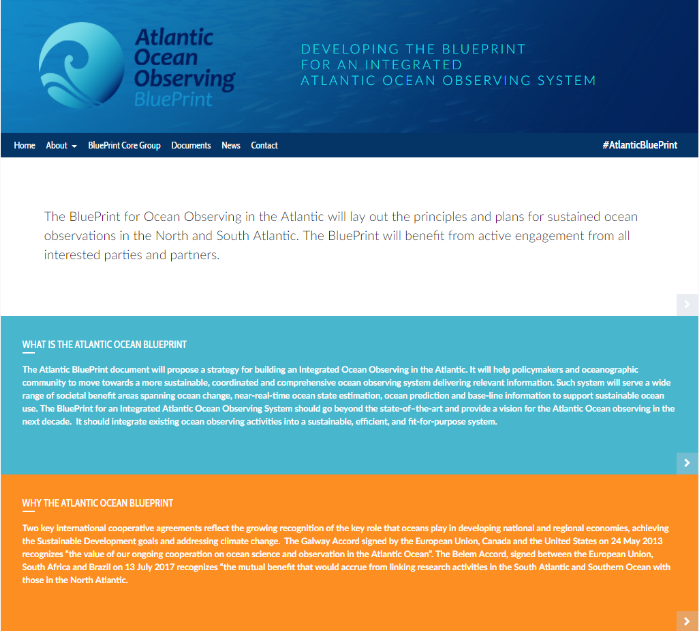 Atlantic
Ocean
Observing
BluePrint
DEVELOPING THE BLUEPRINT
FOR AN INTEGRATED
ATLANTIC OCEAN OBSERVING SYSTEM
Home About BluePrint Core Group Documents News Contact #AtlanticBluePrint
The BluePrint for Ocean Observing in the Atlantic will lay out the principles and plans for sustained ocean
observations in the North and South Atlantic. The BluePrint will benefit from active engagement from all
interested parties and partners.
WHAT IS THE ATLANTIC OCEAN BLUEPRINT
The Atlantic BluePrint document will propose a strategy for building an Integrated Ocean Observing in the Atlantic. It will help policymakers and oceanographic
community to move towards a more sustainable, coordinated and comprehensive ocean observing system delivering relevant information. Such system will serve a wide
range of societal benefit areas spanning ocean change, near-real-time ocean state estimation, ocean prediction and base-line information to support sustainable ocean
use. The BluePrint for an Integrated Atlantic Ocean Observing System should go beyond the state-of-the-art and provide a vision for the Atlantic Ocean observing in the
next decade. It should integrate existing ocean observing activities into a sustainable, efficient, and fit-for-purpose system.
WHY THE ATLANTIC OCEAN BLUEPRINT
Two key international cooperative agreements reflect the growing recognition of the key role that oceans play in developing national and regional economies, achieving
the Sustainable Development goals and addressing climate change. The Galway Accord signed by the European Union, Canada and the United States on 24 May 2013
recognizes "the value of our ongoing cooperation on ocean science and observation in the Atlantic Ocean". The Belem Accord, signed between the European Union,
South Africa and Brazil on 13 July 2017 recognizes "the mutual benefit that would accrue from linking research activities in the South Atlantic and Southern Ocean with
those in the North Atlantic.